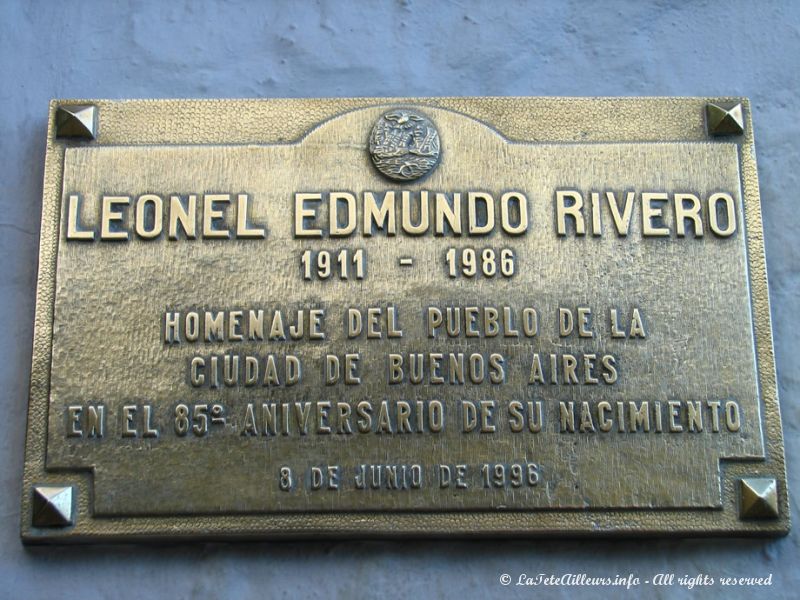 LEONEL EDMUNDO RIVERO
1911 - 1986
HOMENAJE DEL PUEBLO DE LA
CIUDAD DE BUENOS AIRES
EN EL 85º ANIVERSARIO DE SU NACIMIENTO
8 DE JUNIO DE 1996
© LaTeteAilleurs.info - All rights reserved